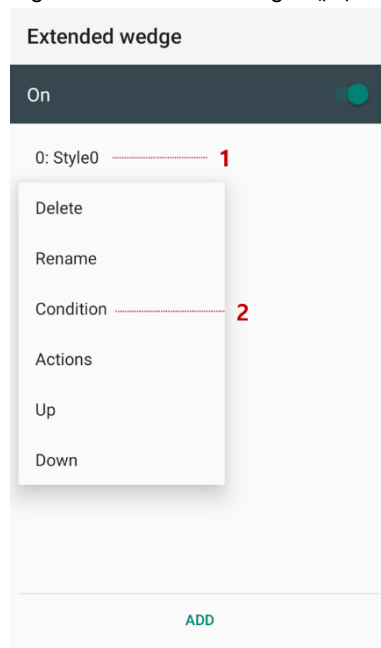 Extended wedge
On
0: Style0 1
Delete
Rename
Condition 2
Actions
Up
Down
ADD